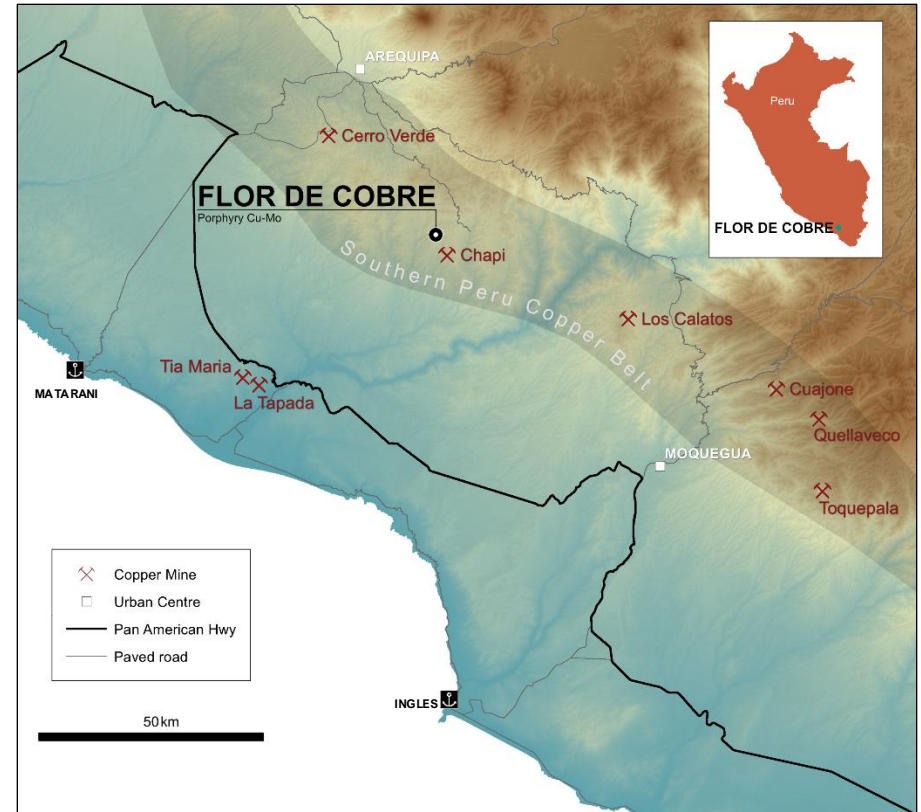 AREQUIPA
Peru
Cerro Verde
FLOR DE COBRE
Porphyry Cu-Mo
FLOR DE COBRE
Chapi
Southern Peru Copper Belt
Los Calatos
Tia Maria
La Tapada
MATARANI
Cuajone
Quellaveco
MOQUEGUA
Toquepala
Copper Mine
Urban Centre
Pan American Hwy
Paved road
INGLES
50km